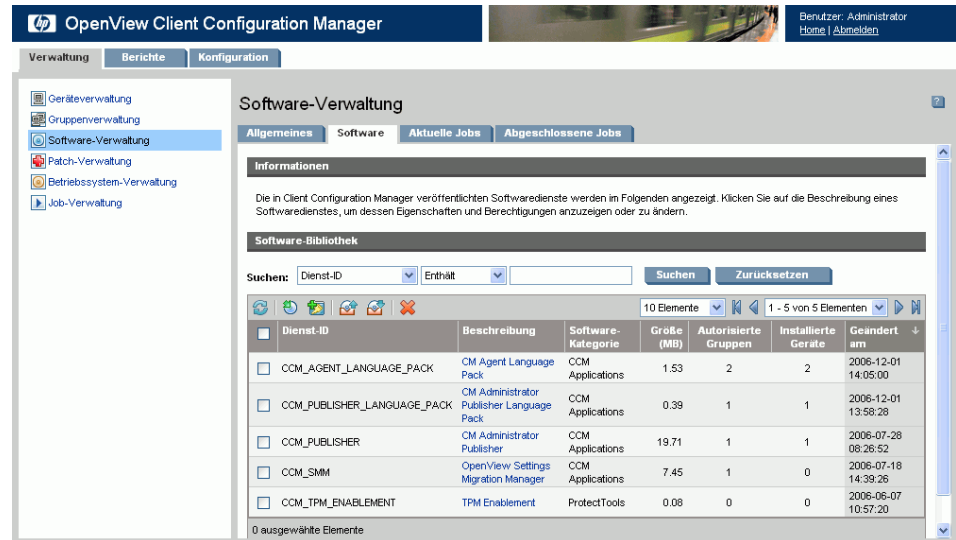 hp OpenView Client Configuration Manager
Benutzer: Administrator
Home | Abmelden
Verwaltung Berichte Konfiguration
Geräteverwaltung
Gruppenverwaltung
Software-Verwaltung
Patch-Verwaltung
Betriebssystem-Verwaltung
Job-Verwaltung
Software-Verwaltung
?
Allgemeines Software Aktuelle Jobs Abgeschlossene Jobs
Informationen
Die in Client Configuration Manager veröffentlichten Softwaredienste werden im Folgenden angezeigt. Klicken Sie auf die Beschreibung eines
Softwaredienstes, um dessen Eigenschaften und Berechtigungen anzuzeigen oder zu ändern.
Software-Bibliothek
Suchen: Dienst-ID Enthält Suchen Zurücksetzen
10 Elemente 1 - 5 von 5 Elementen
Dienst-ID Beschreibung Software-Kategorie Größe (MB) Autorisierte Gruppen Installierte Geräte Geändert am
CCM_AGENT_LANGUAGE_PACK CM Agent Language Pack CCM Applications 1.53 2 2 2006-12-01 14:05:00
CCM_PUBLISHER_LANGUAGE_PACK CM Administrator Publisher Language Pack CCM Applications 0.39 1 1 2006-12-01 13:58:28
CCM_PUBLISHER CM Administrator Publisher CCM Applications 19.71 1 1 2006-07-28 08:26:52
CCM_SMM OpenView Settings Migration Manager CCM Applications 7.45 1 0 2006-07-18 14:39:26
CCM_TPM_ENABLEMENT TPM Enablement ProtectTools 0.08 0 0 2006-06-07 10:57:20
0 ausgewählte Elemente